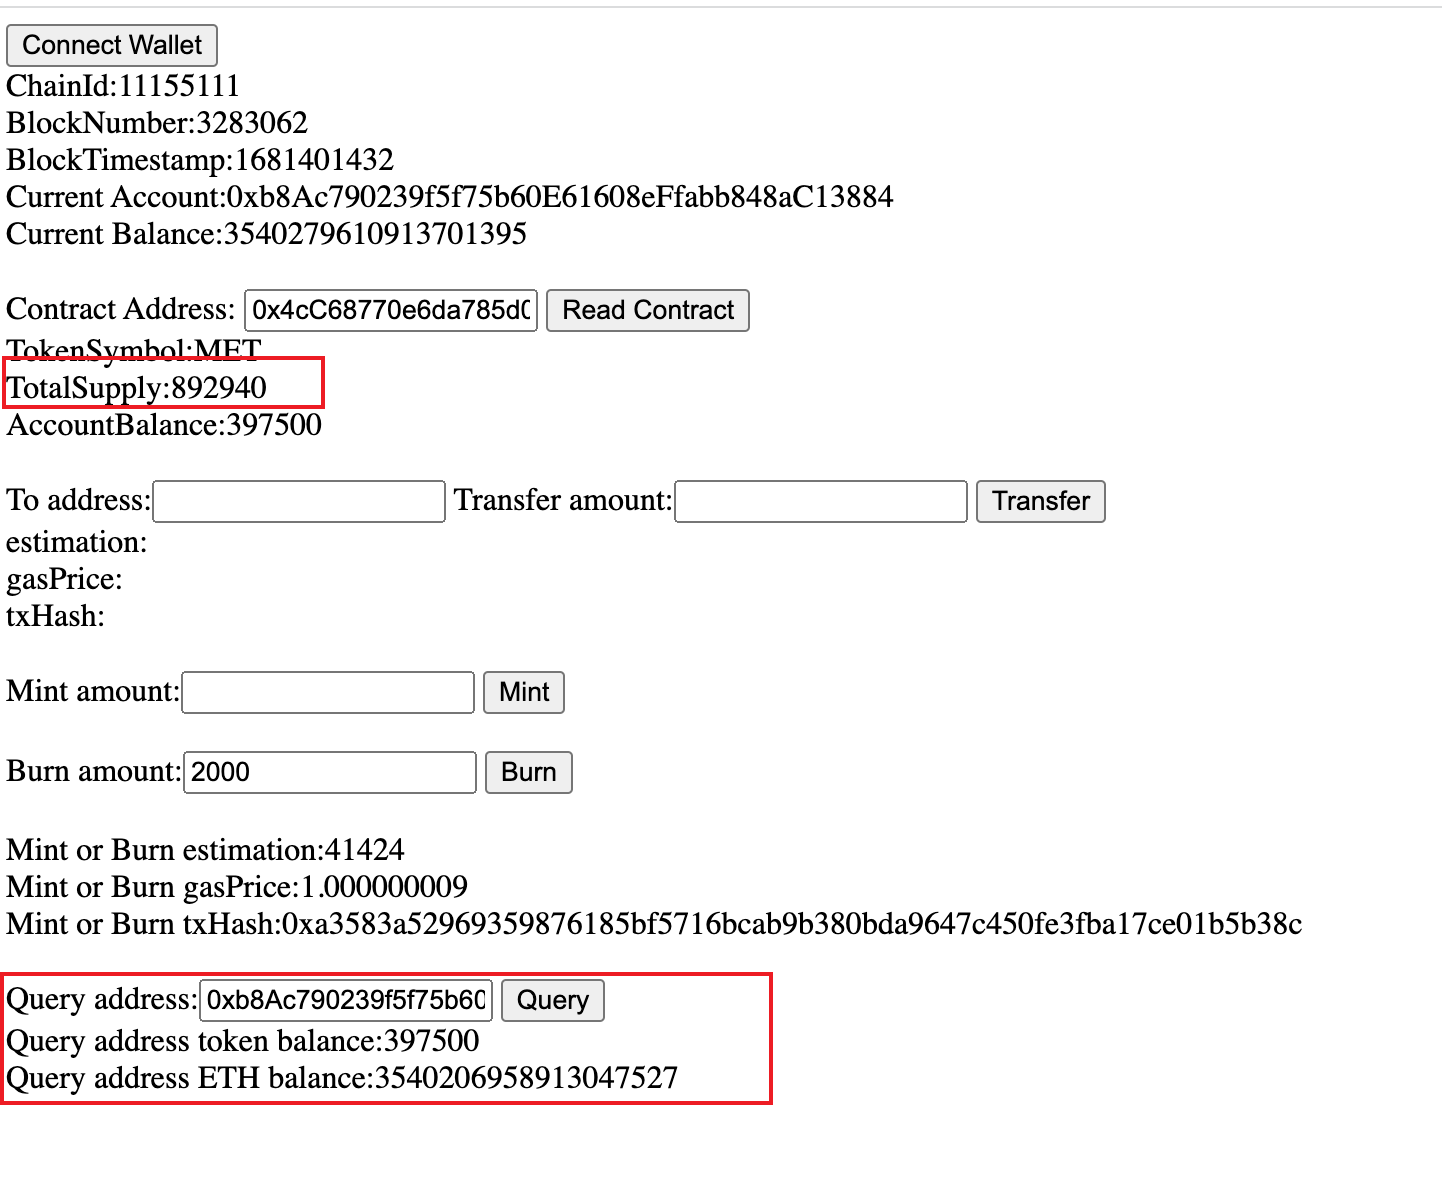 Connect Wallet
ChainId:11155111
BlockNumber:3283062
BlockTimestamp:1681401432
Current Account:0xb8Ac790239f5f75b60E61608eFfabb848aC13884
Current Balance:3540279610913701395
Contract Address: 0x4cC68770e6da785d0 Read Contract
TokenSymbol:MET
TotalSupply:892940
AccountBalance:397500
To address: Transfer amount: Transfer
estimation:
gasPrice:
txHash:
Mint amount: Mint
Burn amount: 2000 Burn
Mint or Burn estimation:41424
Mint or Burn gasPrice:1.000000009
Mint or Burn txHash:0xa3583a52969359876185bf5716bcab9b380bda9647c450fe3fba17ce01b5b38c
Query address: 0xb8Ac790239f5f75b60 Query
Query address token balance:397500
Query address ETH balance:3540206958913047527